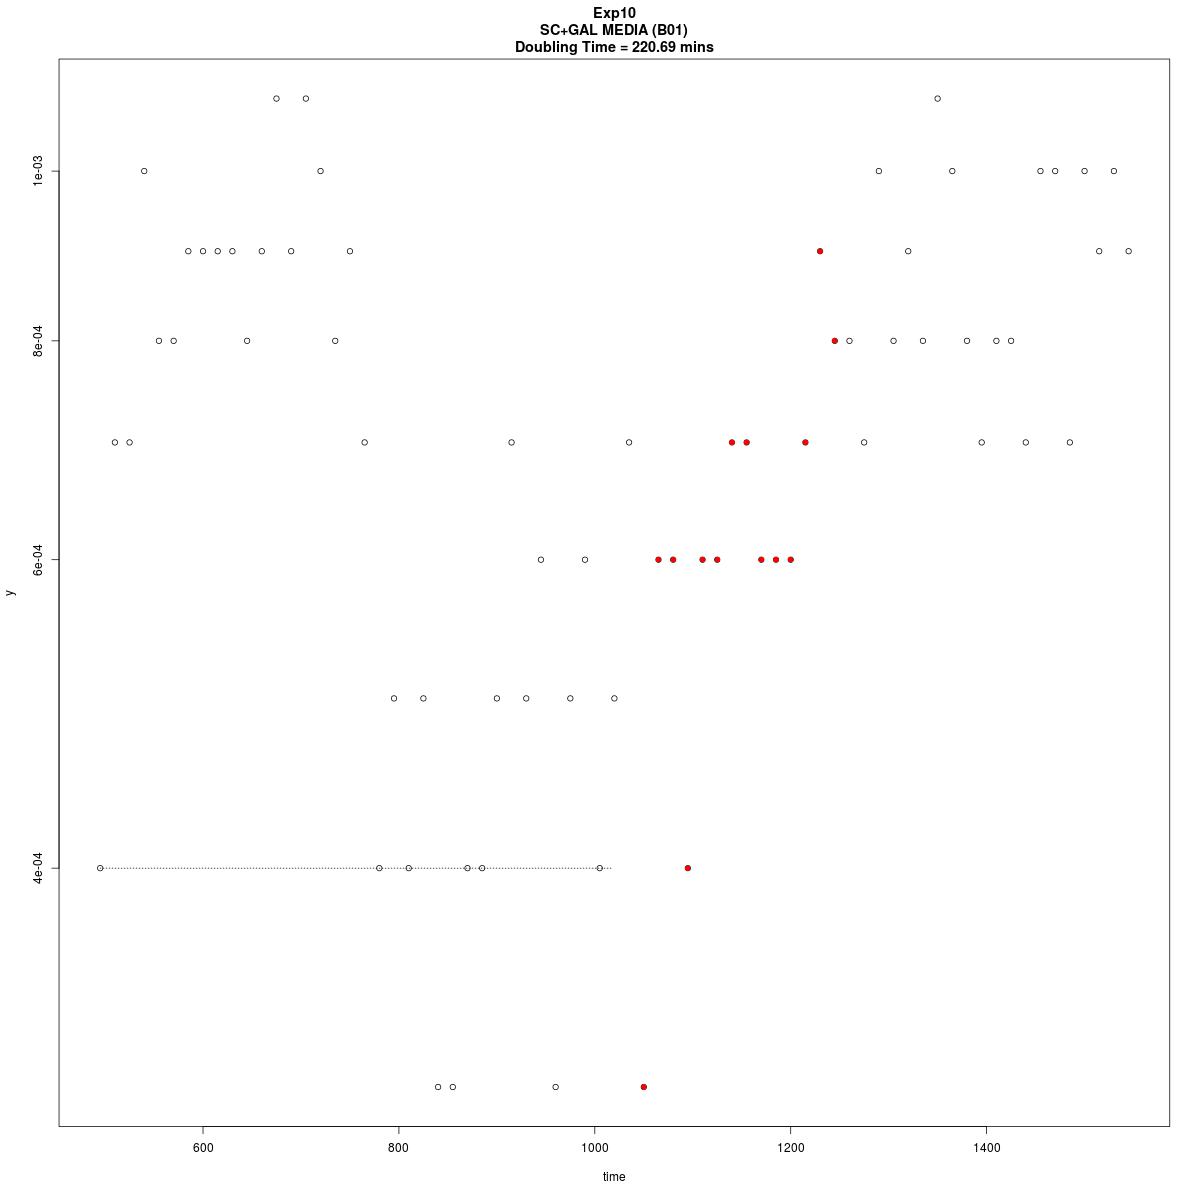 Exp10
SC+GAL MEDIA (B01)
Doubling Time = 220.69 mins
1e-03
8e-04
6e-04
4e-04
y
600 800 1000 1200 1400
time